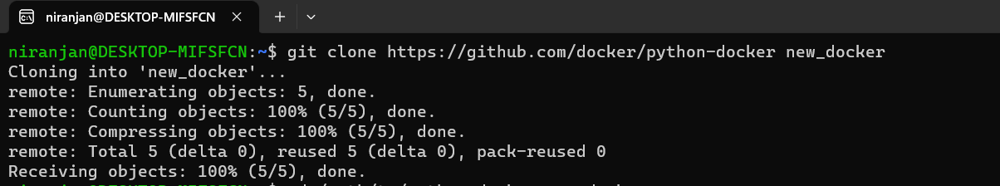 niranjan@DESKTOP-MIFSFCN
niranjan@DESKTOP-MIFSFCN:~$ git clone https://github.com/docker/python-docker new_docker
Cloning into 'new_docker'...
remote: Enumerating objects: 5, done.
remote: Counting objects: 100% (5/5), done.
remote: Compressing objects: 100% (5/5), done.
remote: Total 5 (delta 0), reused 5 (delta 0), pack-reused 0
Receiving objects: 100% (5/5), done.